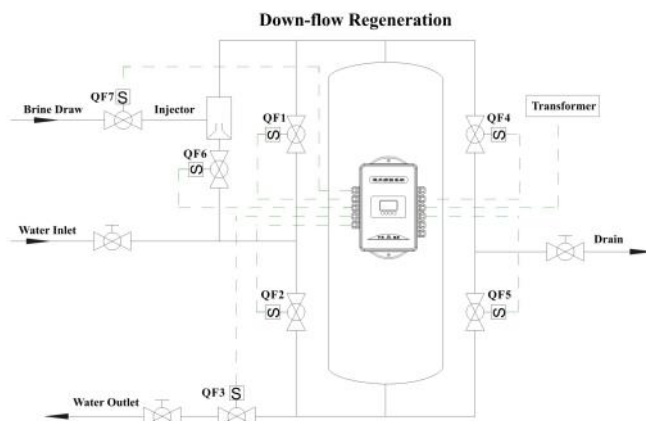 Down-flow Regeneration
QF7
S
Brine Draw
Injector
Transformer
QF1
S
QF4
S
QF6
S
Water Inlet
Drain
QF2
S
QF5
S
QF3
S
Water Outlet